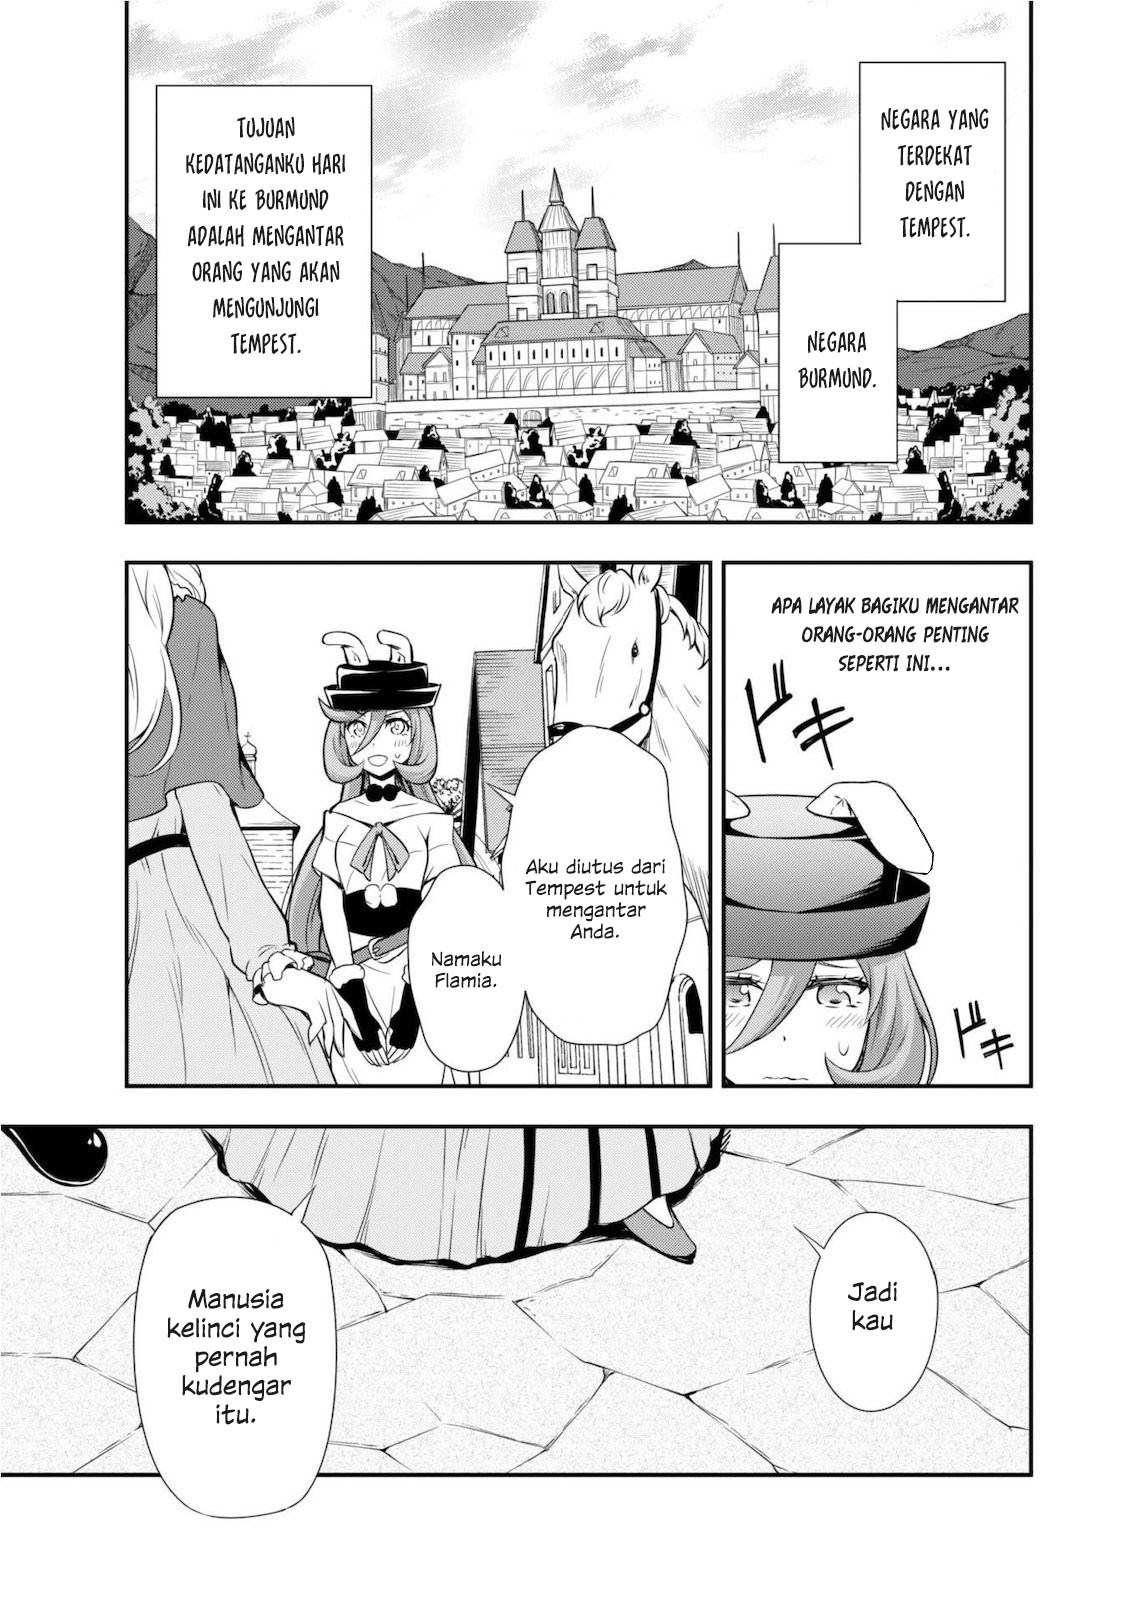 NEGARA YANG
TERDEKAT
DENGAN
TEMPEST.
NEGARA
BURMUND.
TUJUAN
KEDATANGANKU HARI
INI KE BURMUND
ADALAH MENGANTAR
ORANG YANG AKAN
MENGUNJUNGI
TEMPEST.
APA LAYAK BAGIKU MENGANTAR
ORANG-ORANG PENTING
SEPERTI INI...
ドキ
ドキ
Aku diutus dari
Tempest untuk
mengantar
Anda.
Namaku
Flamia.
Jadi
kau
Manusia
kelinci yang
pernah
kudengar
itu.